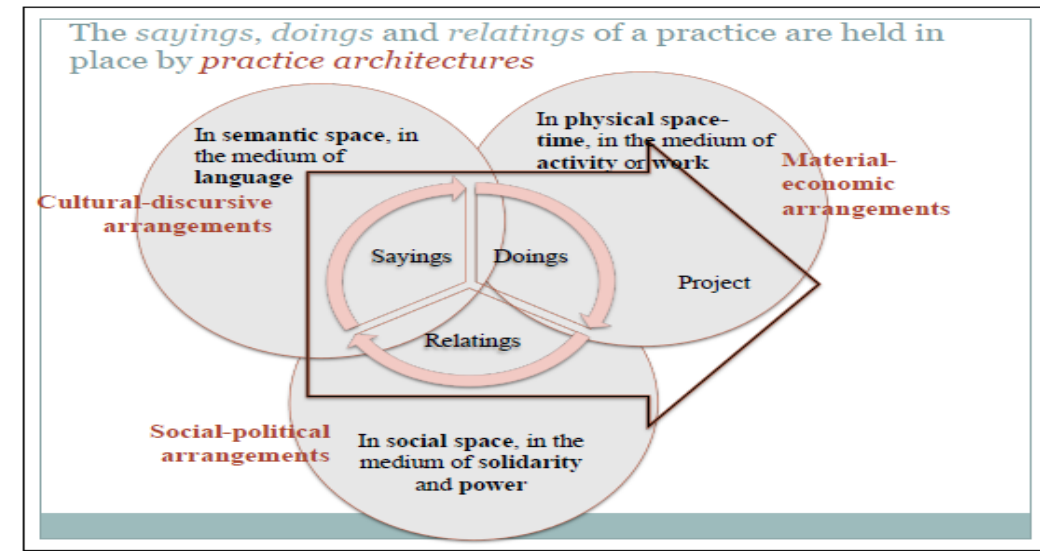 The sayings, doings and relatings of a practice are held in
place by practice architectures
In semantic space, in
the medium of
language
In physical space-
time, in the medium of
activity or work
Material-
economic
arrangements
Cultural-discursive
arrangements
Sayings
Doings
Project
Relatings
Social-political
arrangements
In social space, in the
medium of solidarity
and power